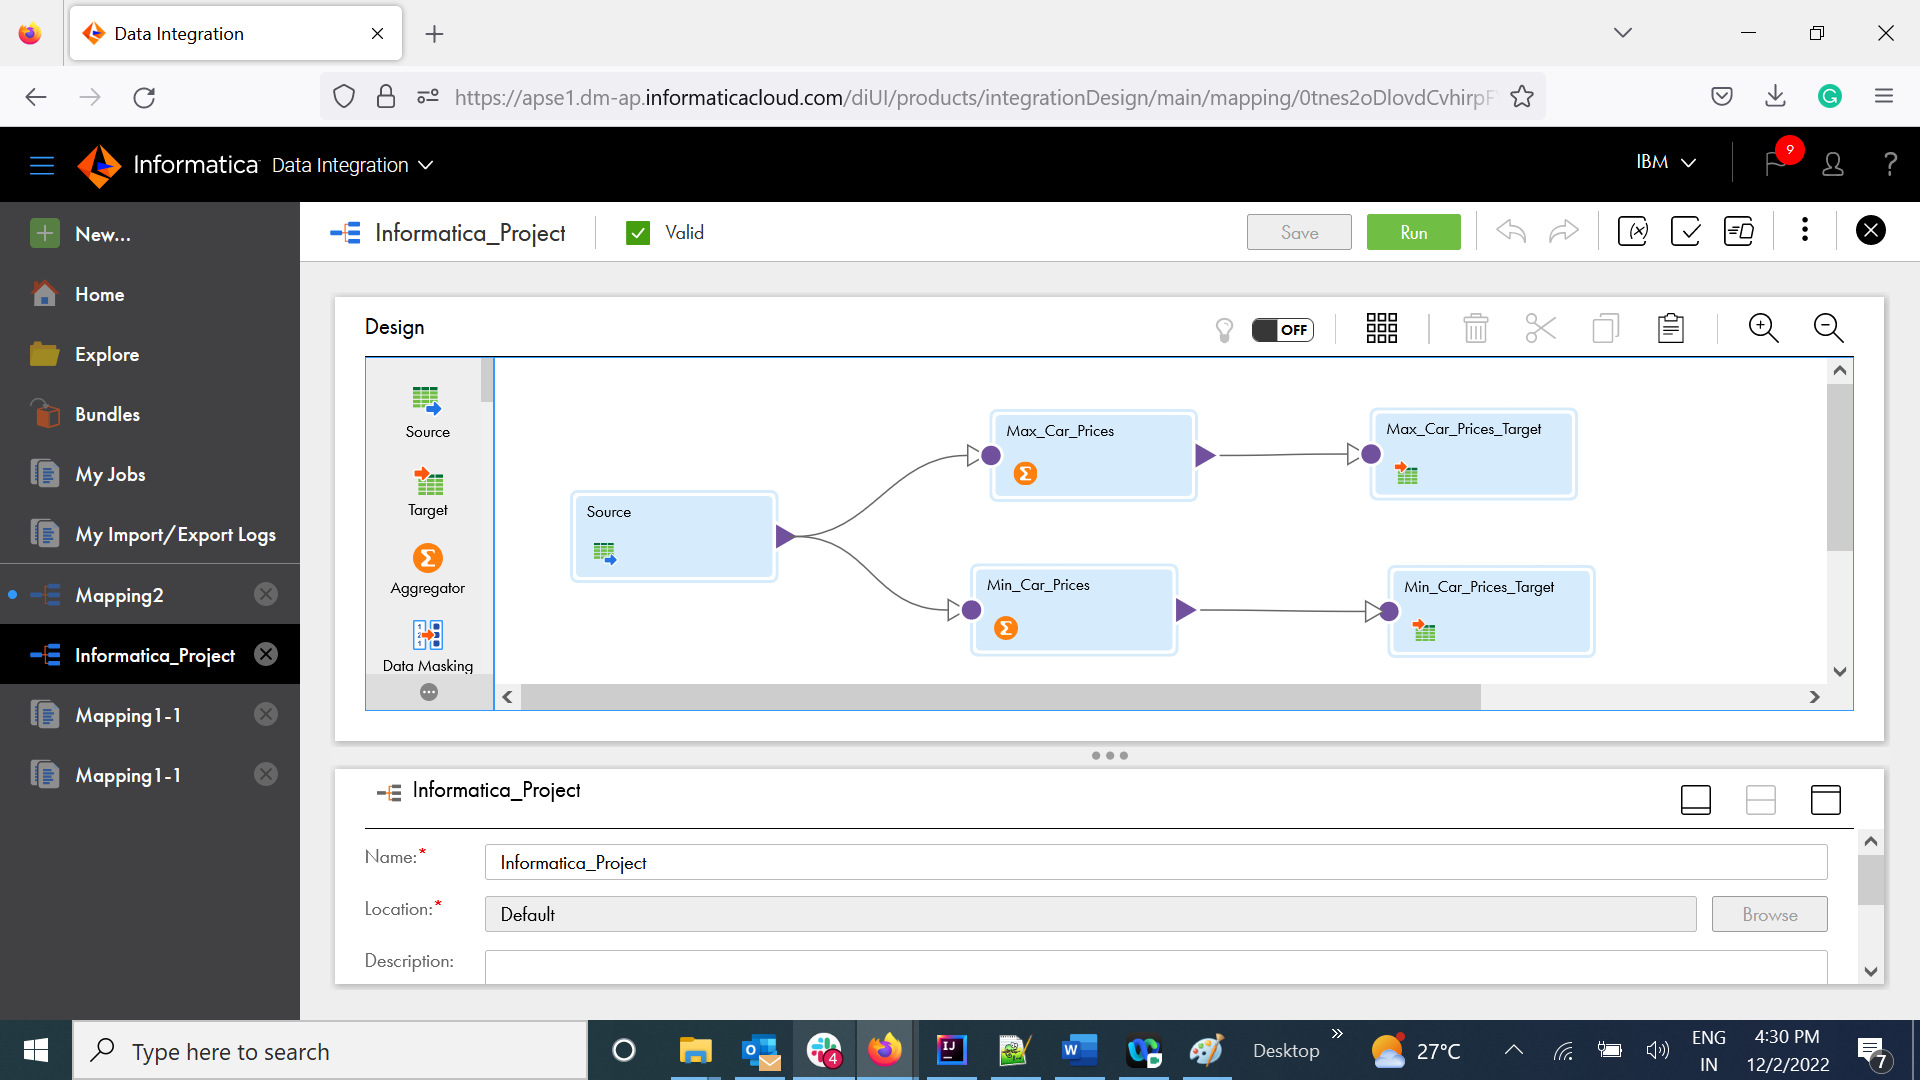 Data Integration
https://apse1.dm-ap.informaticacloud.com/diUI/products/integrationDesign/main/mapping/0tnes2oDlovdCvhirpF
Informatica Data Integration
IBM
9
?
New...
Home
Explore
Bundles
My Jobs
My Import/Export Logs
Mapping2
Informatica_Project
Mapping1-1
Mapping1-1
Informatica_Project
Valid
Save
Run
(x)
Design
OFF
Source
Target
Aggregator
Data Masking
Source
Max_Car_Prices
Max_Car_Prices_Target
Min_Car_Prices
Min_Car_Prices_Target
Informatica_Project
Name:*
Informatica_Project
Location:*
Default
Browse
Description:
Type here to search
4
Desktop
27°C
ENG
IN
4:30 PM
12/2/2022
7